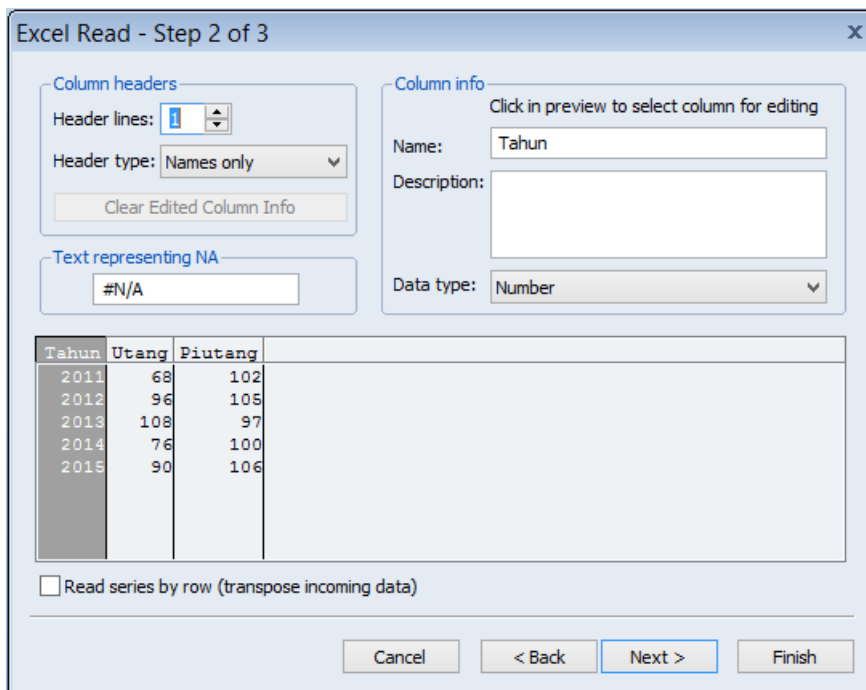 Excel Read - Step 2 of 3
x
Column headers
Header lines: 1
Header type: Names only
Clear Edited Column Info
Text representing NA
#N/A
Column info
Click in preview to select column for editing
Name: Tahun
Description:
Data type: Number
Tahun Utang Piutang
2011 68 102
2012 96 105
2013 108 97
2014 76 100
2015 90 106
Read series by row (transpose incoming data)
Cancel < Back Next > Finish